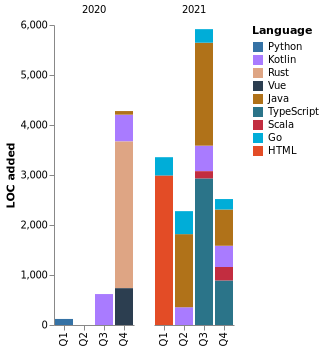 2020 2021
Language
Python
Kotlin
Rust
Vue
Java
TypeScript
Scala
Go
HTML
LOC added
6,000
5,000
4,000
3,000
2,000
1,000
0
Q1 Q2 Q3 Q4 Q1 Q2 Q3 Q4